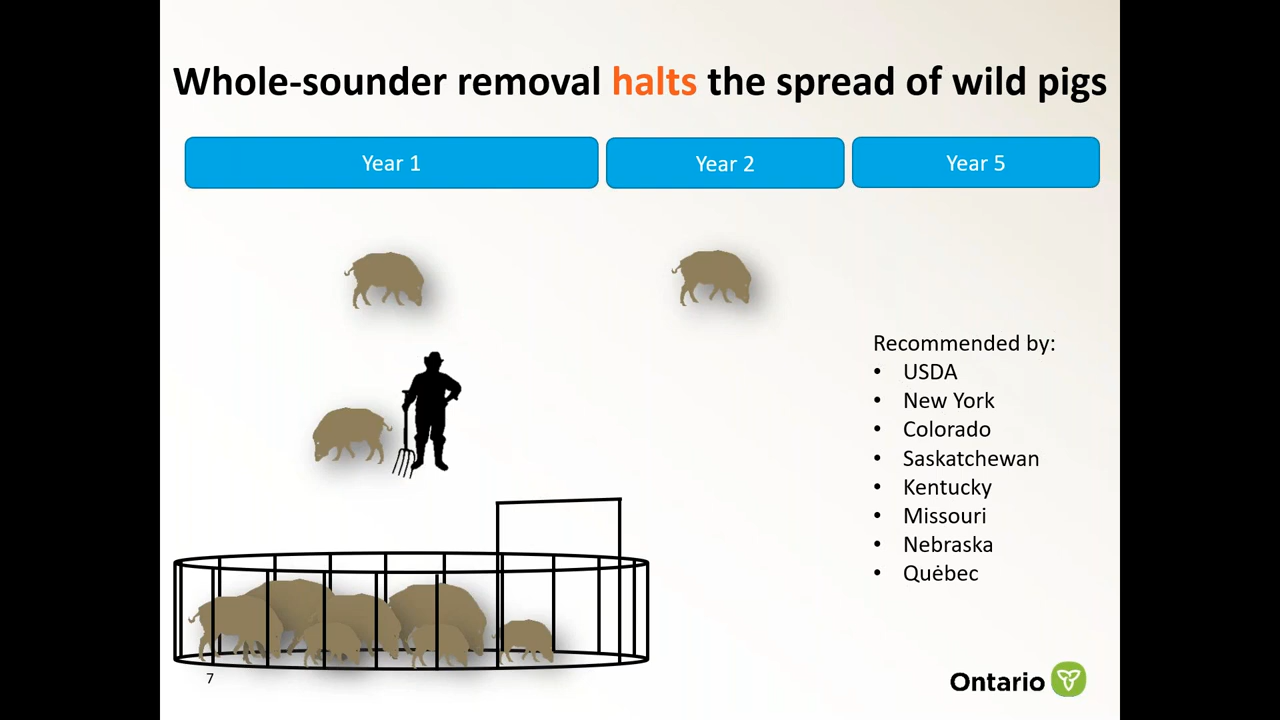 Whole-sounder removal halts the spread of wild pigs
Year 1
Year 2
Year 5
Recommended by:
• USDA
• New York
• Colorado
• Saskatchewan
• Kentucky
• Missouri
• Nebraska
• Quėbec
7
Ontario